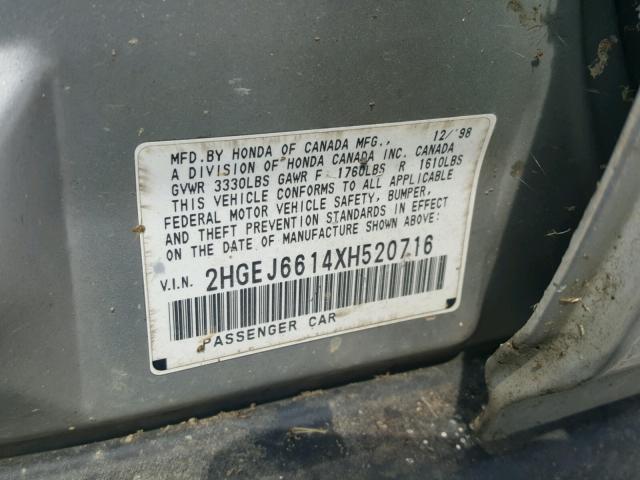 MFD.BY HONDA OF CANADA MFG., 12/'98
A DIVISION OF HONDA CANADA INC. CANADA
GVWR 3330LBS GAWR F 1760LBS R 1610LBS
THIS VEHICLE CONFORMS TO ALL APPLICABLE
FEDERAL MOTOR VEHICLE SAFETY, BUMPER,
AND THEFT PREVENTION STANDARDS IN EFFECT
ON THE DATE OF MANUFACTURE SHOWN ABOVE:
V.I.N. 2HGEJ6614XH520716
PASSENGER CAR